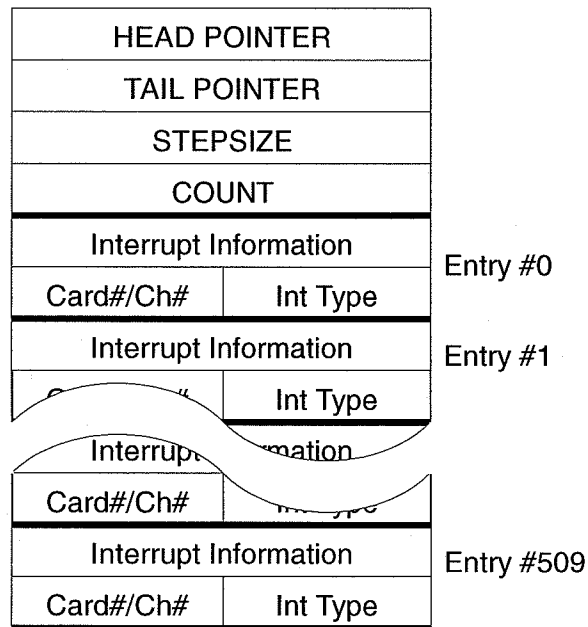 HEAD POINTER
TAIL POINTER
STEPSIZE
COUNT
Interrupt Information
Entry #0
Card#/Ch# Int Type
Interrupt Information
Entry #1
Int Type
Card#/Ch#
Interrupt Information
Entry #509
Card#/Ch# Int Type